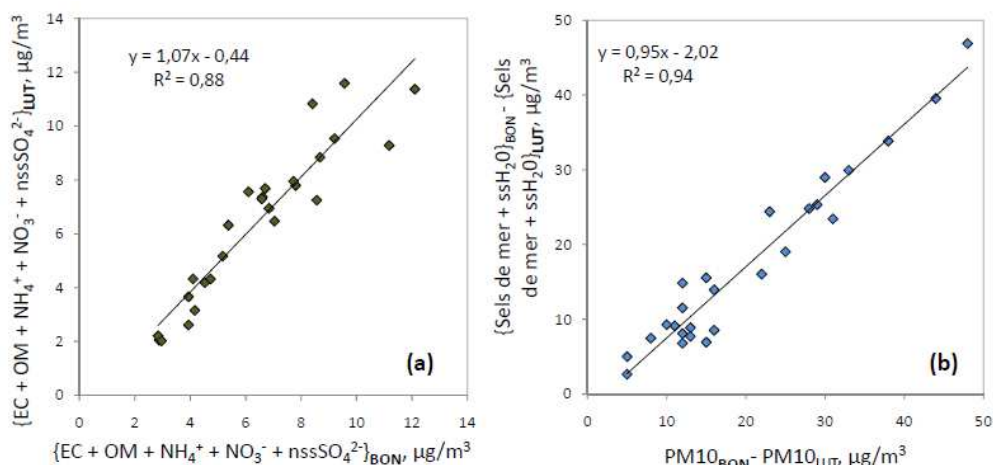 {EC + OM + NH₄⁺ + NO₃⁻ + nssSO₄²⁻}LUT, µg/m³
14
12
10
8
6
4
2
0
y = 1,07x - 0,44
R² = 0,88
(a)
0 2 4 6 8 10 12 14
{EC + OM + NH₄⁺ + NO₃⁻ + nssSO₄²⁻}BON, µg/m³
{Sels de mer + ssH₂0}BON - {Sels
de mer + ssH₂0}LUT, µg/m³
50
40
30
20
10
0
y = 0,95x - 2,02
R² = 0,94
(b)
0 10 20 30 40 50
PM10BON- PM10LUT, µg/m³